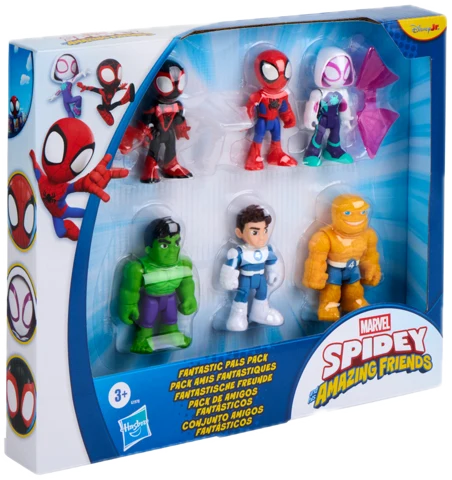 Disney Jr.
MARVEL
SPIDEY
AND HIS
AMAZING FRIENDS
FANTASTIC PALS PACK
PACK AMIS FANTASTIQUES
FANTASTISCHE FREUNDE
PACK DE AMIGOS
FANTÁSTICOS
CONJUNTO AMIGOS
FANTÁSTICOS
3+
Hasbro
4